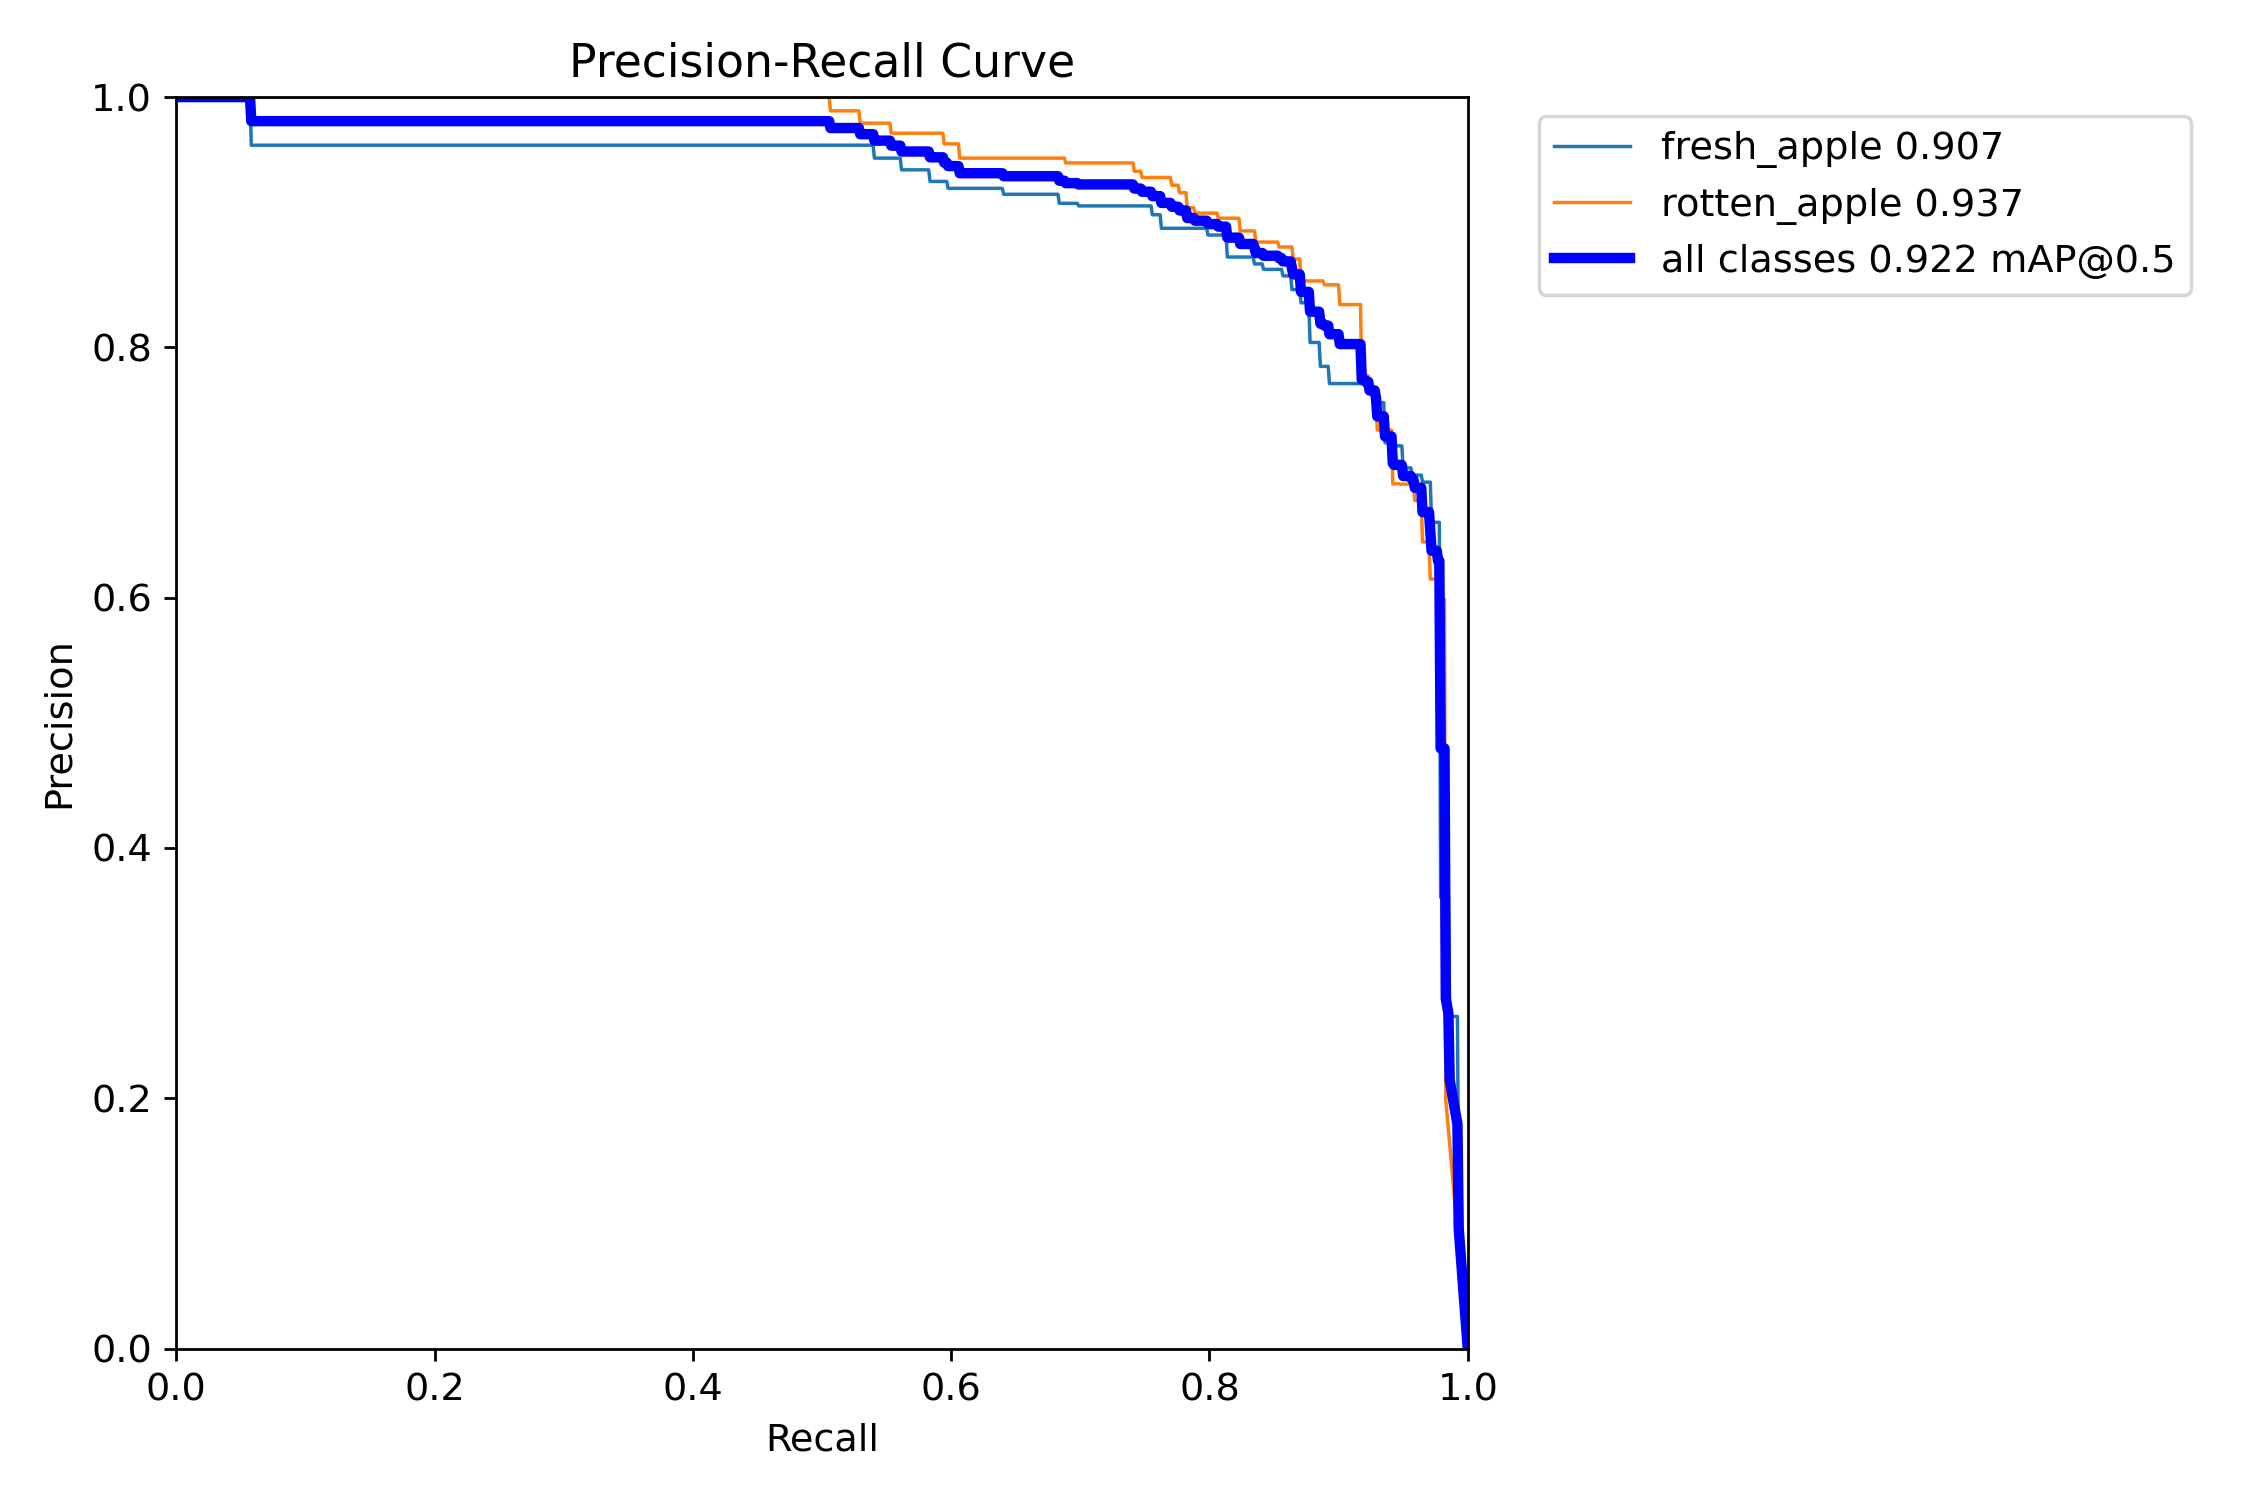 Precision-Recall Curve
1.0
0.8
0.6
0.4
0.2
0.0
Precision
0.0 0.2 0.4 0.6 0.8 1.0
Recall
fresh_apple 0.907
rotten_apple 0.937
all classes 0.922 mAP@0.5